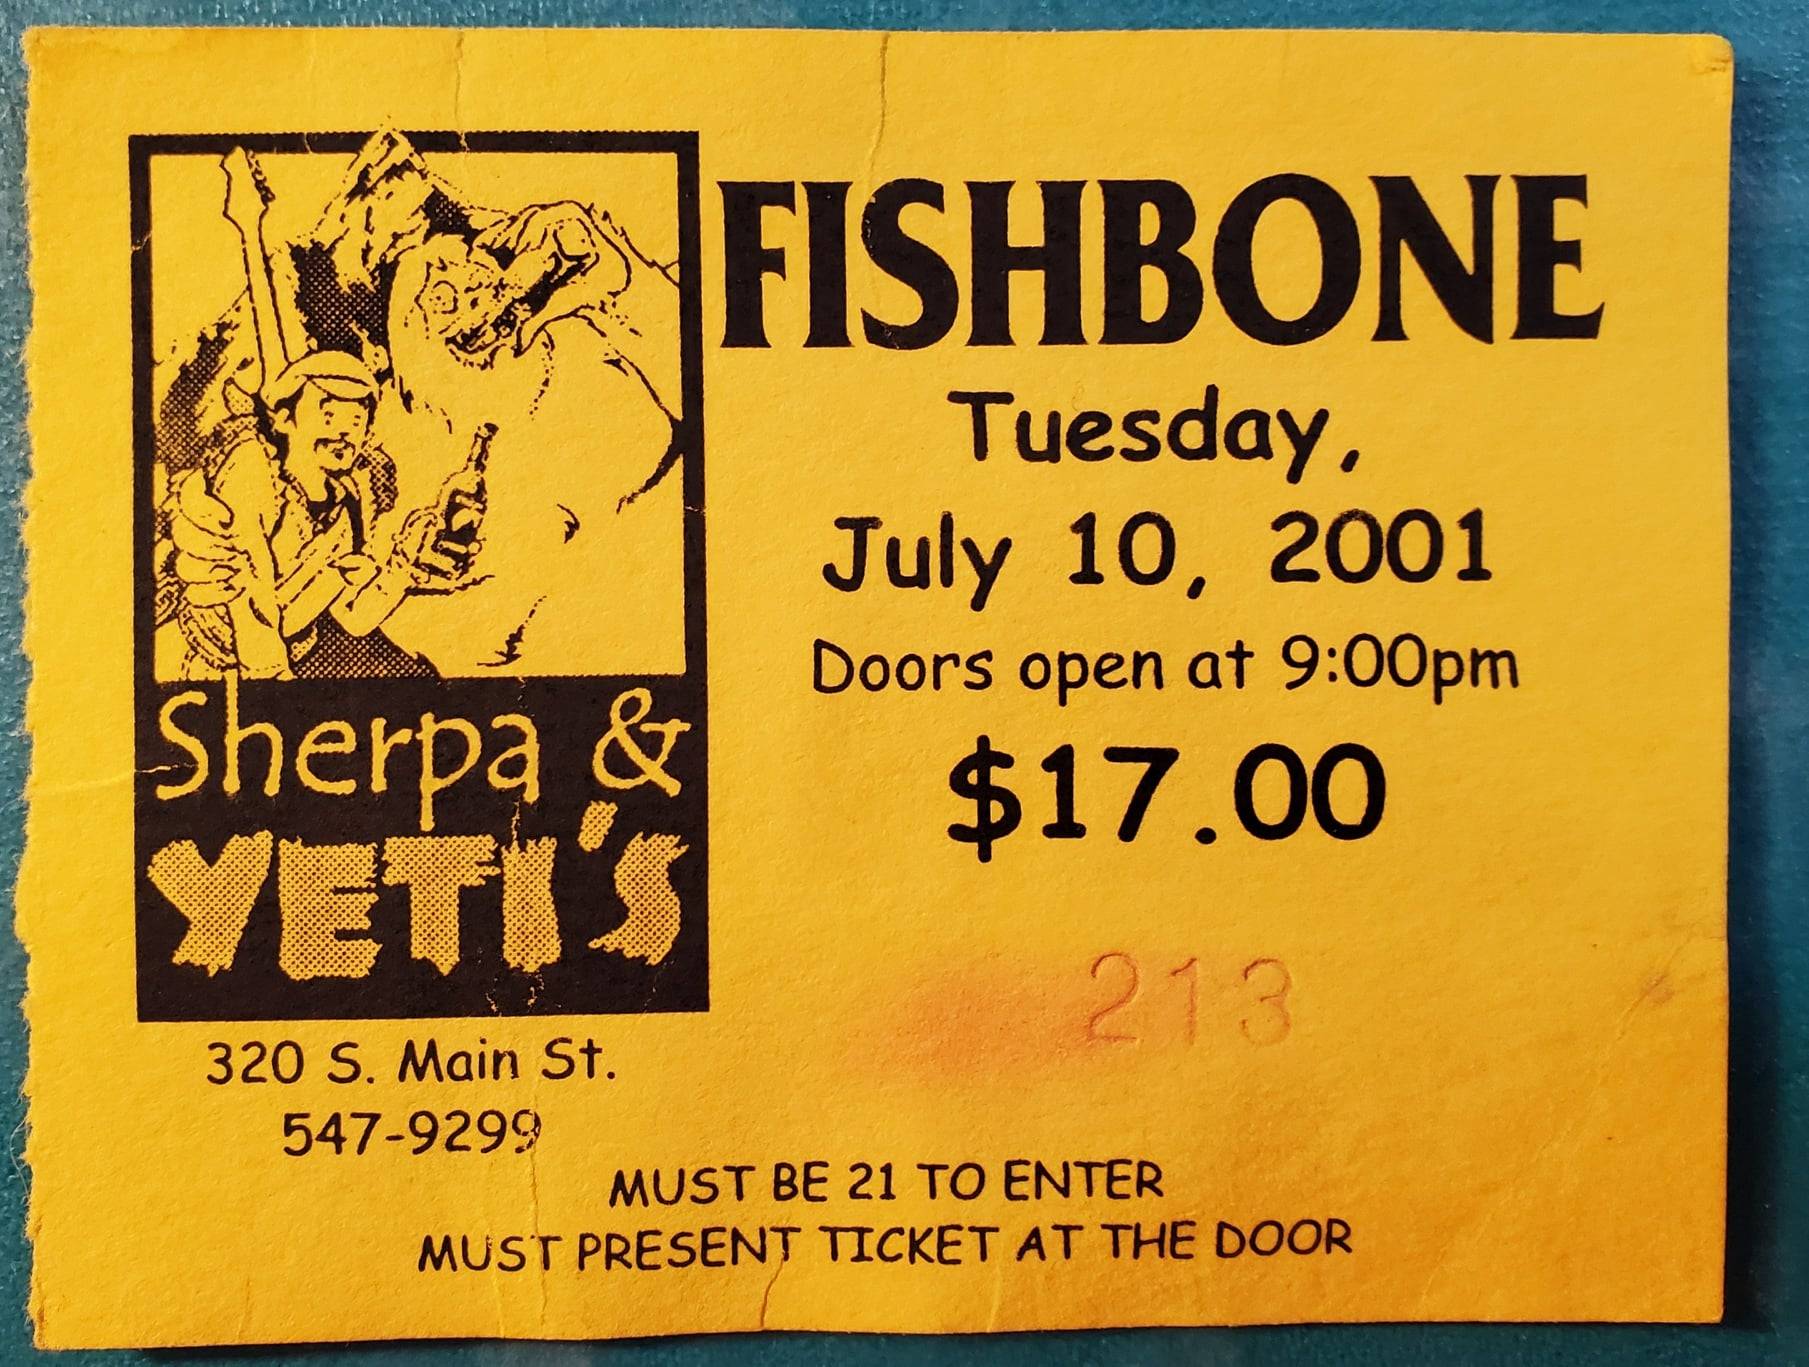 FISHBONE
Tuesday,
July 10, 2001
Doors open at 9:00pm
$17.00
213
Sherpa &
YETI'S
320 S. Main St.
547-9299
MUST BE 21 TO ENTER
MUST PRESENT TICKET AT THE DOOR